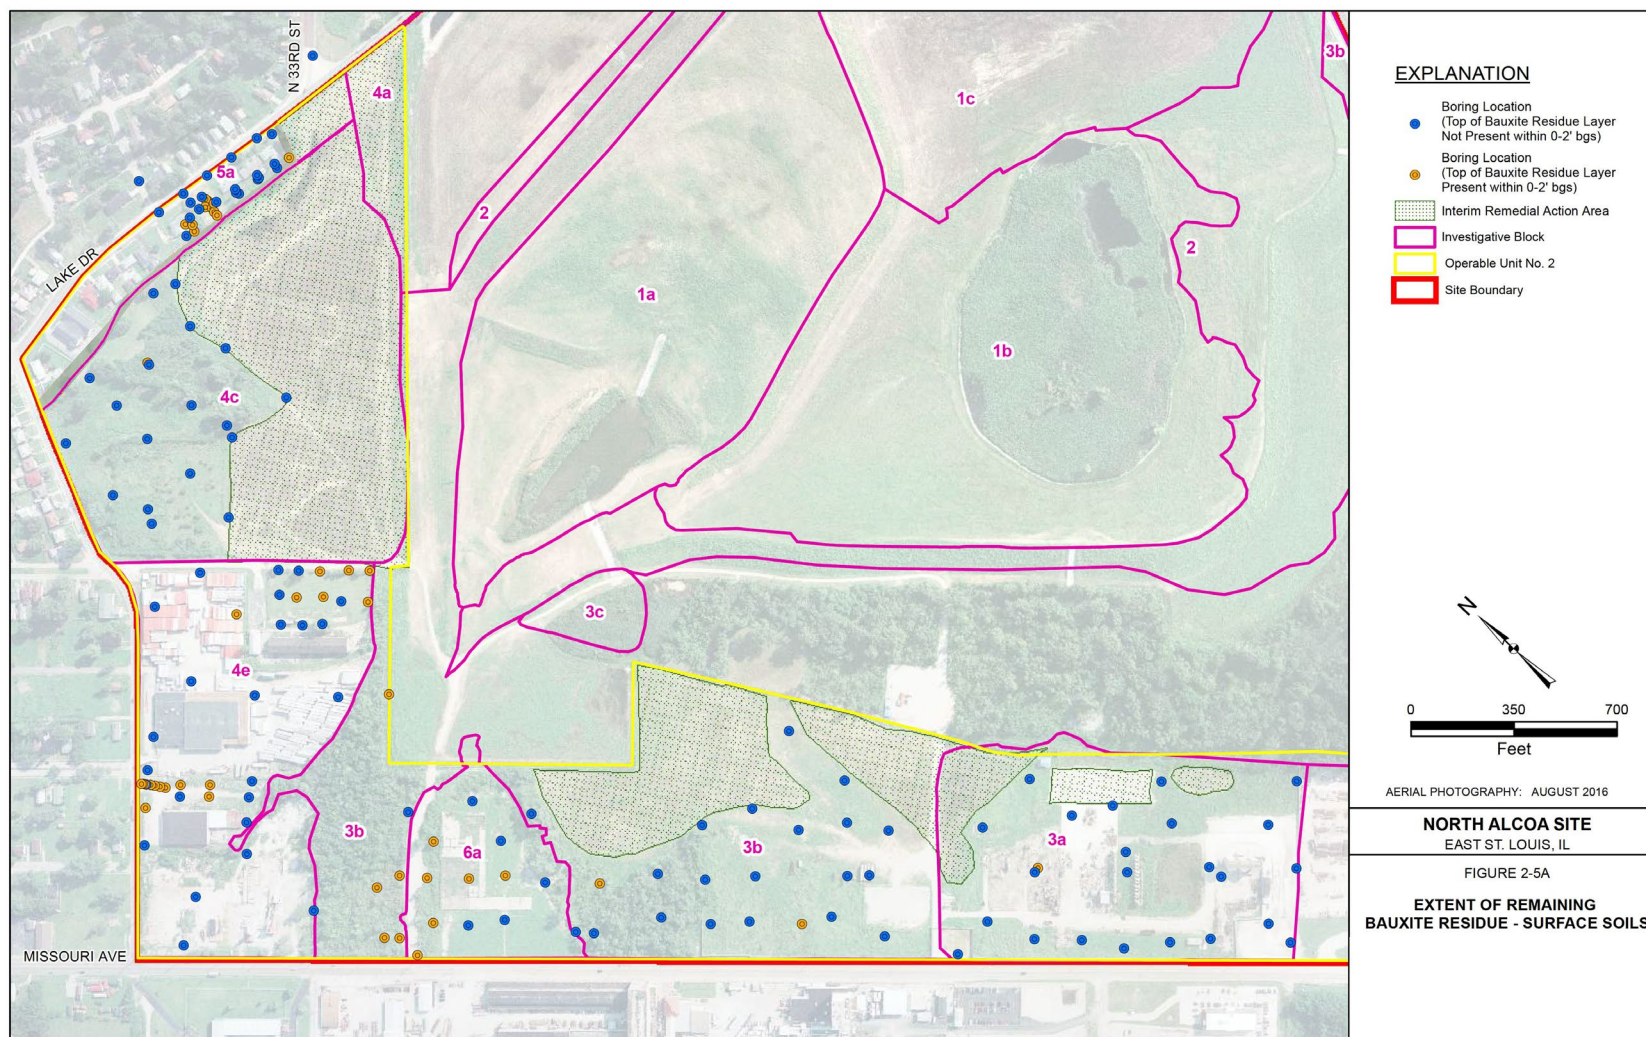 N 33RD ST
4a
1c
3b
5a
2
LAKE DR
1a
2
1b
4c
3c
4e
3b
6a
3b
3a
MISSOURI AVE
EXPLANATION
Boring Location
(Top of Bauxite Residue Layer
Not Present within 0-2' bgs)
Boring Location
(Top of Bauxite Residue Layer
Present within 0-2' bgs)
Interim Remedial Action Area
Investigative Block
Operable Unit No. 2
Site Boundary
N
0 350 700
Feet
AERIAL PHOTOGRAPHY: AUGUST 2016
NORTH ALCOA SITE
EAST ST. LOUIS, IL
FIGURE 2-5A
EXTENT OF REMAINING
BAUXITE RESIDUE - SURFACE SOILS